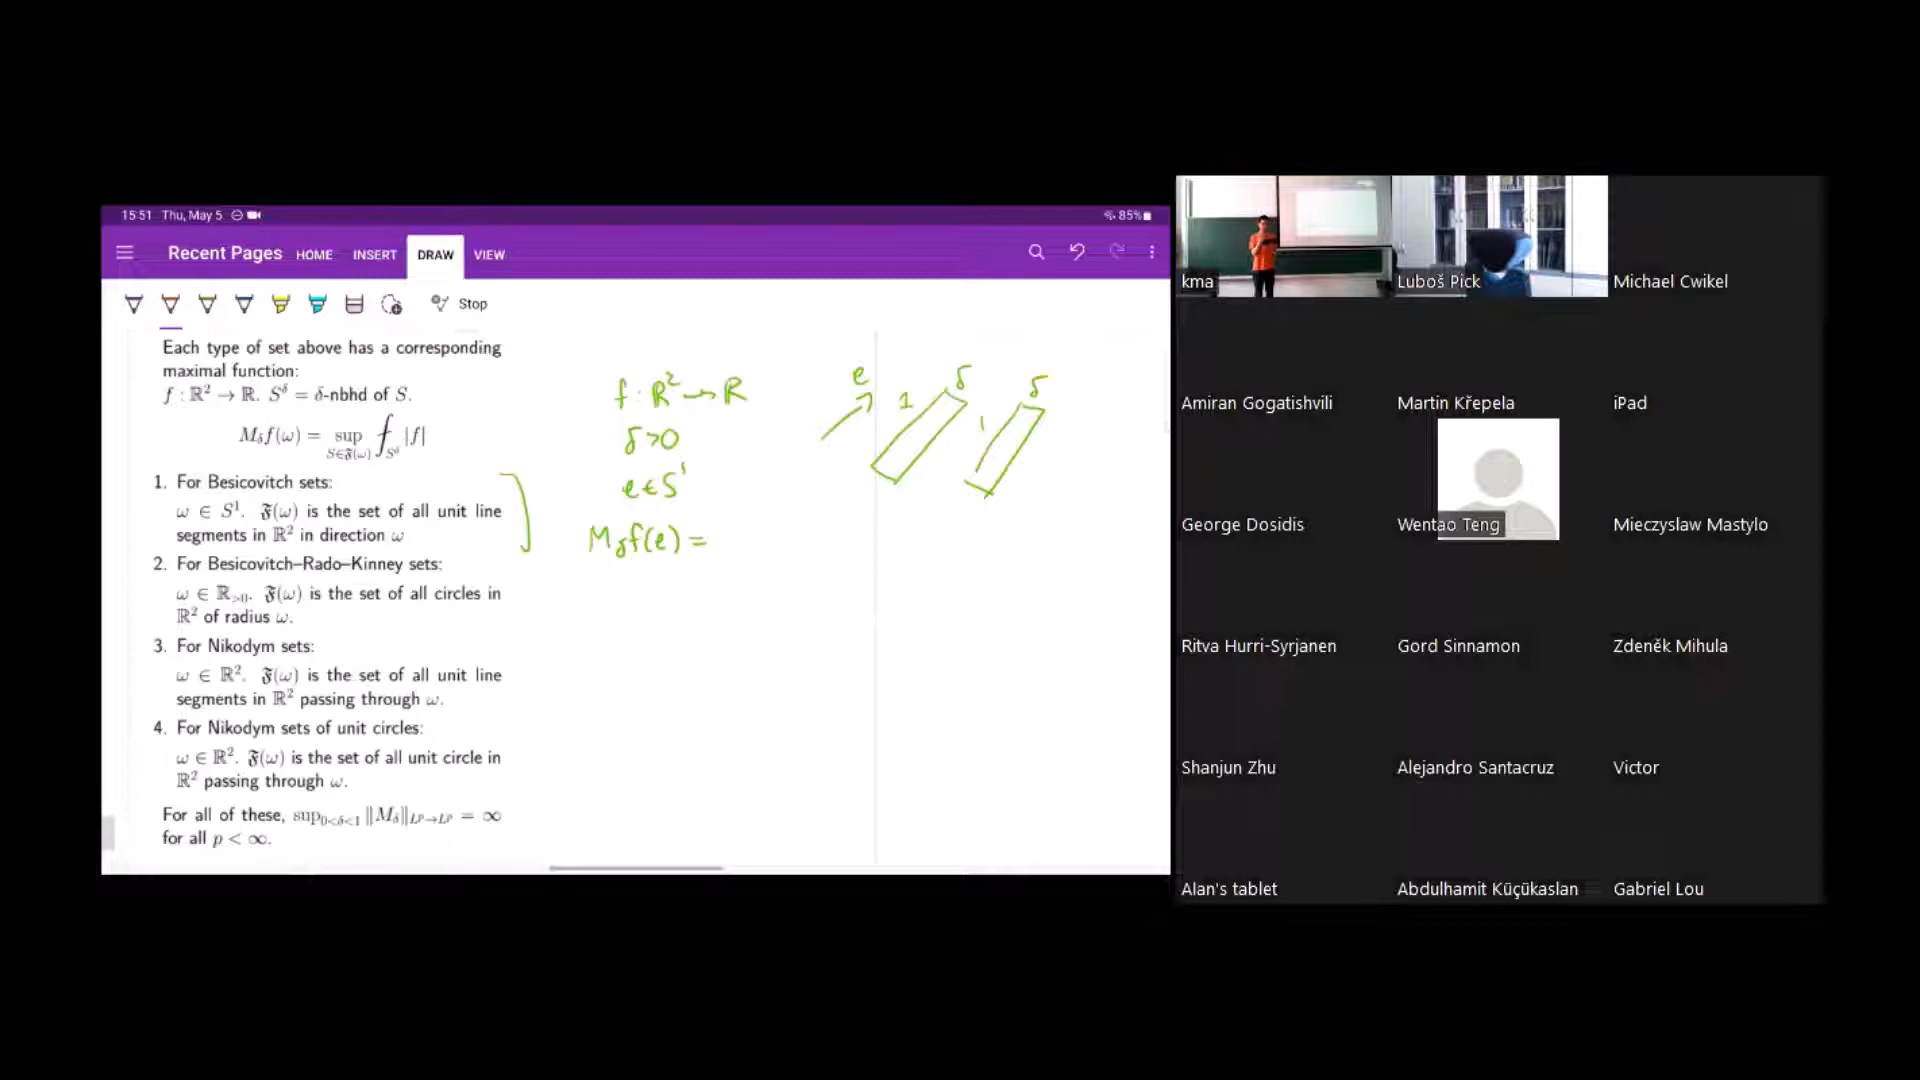 15:51 Thu, May 5
85%
Recent Pages HOME INSERT DRAW VIEW
Stop
Each type of set above has a corresponding
maximal function:
f : ℝ² → ℝ. S^δ = δ-nbhd of S.
M_δ f(ω) = sup_{S∈𝔉(ω)} ⨍_{S^δ} |f|
1. For Besicovitch sets:
ω ∈ S¹. 𝔉(ω) is the set of all unit line
segments in ℝ² in direction ω
2. For Besicovitch–Rado–Kinney sets:
ω ∈ ℝ_{>0}. 𝔉(ω) is the set of all circles in
ℝ² of radius ω.
3. For Nikodym sets:
ω ∈ ℝ². 𝔉(ω) is the set of all unit line
segments in ℝ² passing through ω.
4. For Nikodym sets of unit circles:
ω ∈ ℝ². 𝔉(ω) is the set of all unit circle in
ℝ² passing through ω.
For all of these, sup_{0<δ<1} ‖M_δ‖_{L^p→L^p} = ∞
for all p < ∞.
f : ℝ² → ℝ
δ > 0
e ∈ S¹
M_δ f(e) =
e 1 δ 1 δ
kma
Luboš Pick
Michael Cwikel
Amiran Gogatishvili
Martin Křepela
iPad
George Dosidis
Wentao Teng
Mieczyslaw Mastylo
Ritva Hurri-Syrjanen
Gord Sinnamon
Zdeněk Mihula
Shanjun Zhu
Alejandro Santacruz
Victor
Alan's tablet
Abdulhamit Küçükaslan
Gabriel Lou